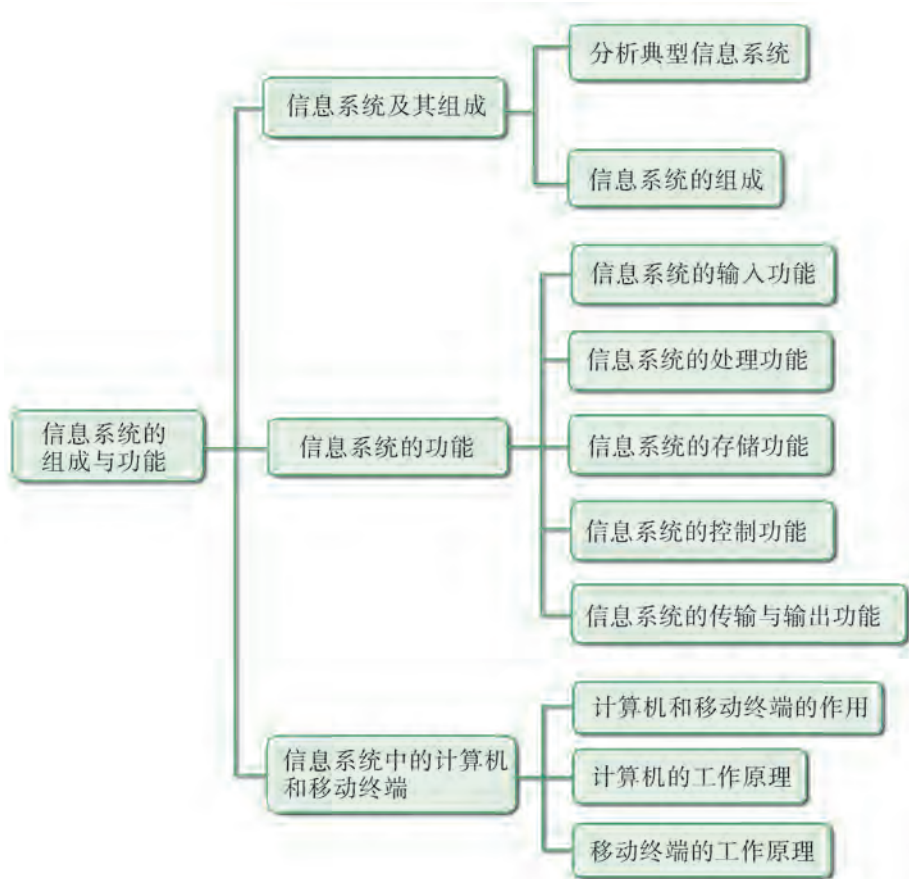 信息系统的
组成与功能
信息系统及其组成
分析典型信息系统
信息系统的组成
信息系统的功能
信息系统的输入功能
信息系统的处理功能
信息系统的存储功能
信息系统的控制功能
信息系统的传输与输出功能
信息系统中的计算机
和移动终端
计算机和移动终端的作用
计算机的工作原理
移动终端的工作原理